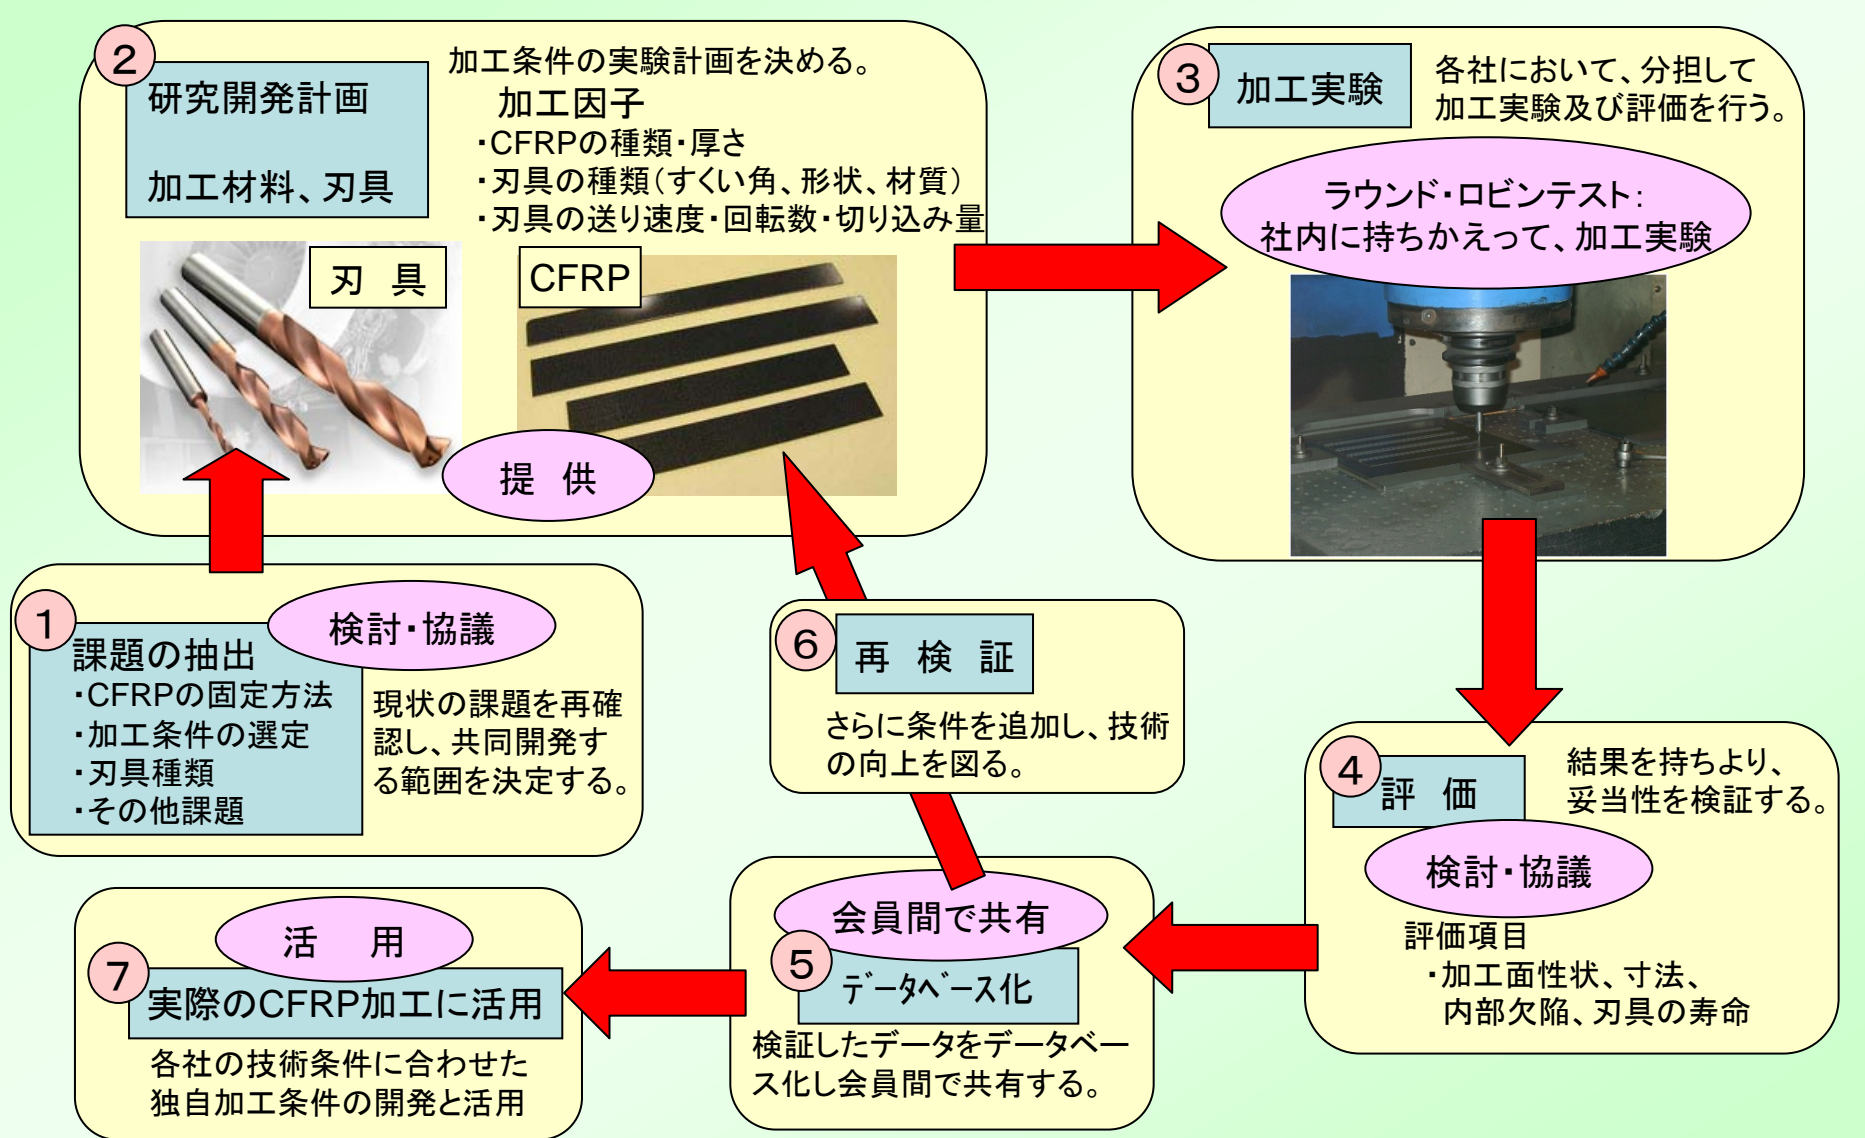 1
課題の抽出
・CFRPの固定方法
・加工条件の選定
・刃具種類
・その他課題
検討・協議
現状の課題を再確
認し、共同開発す
る範囲を決定する。
2
研究開発計画
加工材料、刃具
加工条件の実験計画を決める。
加工因子
・CFRPの種類・厚さ
・刃具の種類(すくい角、形状、材質)
・刃具の送り速度・回転数・切り込み量
刃 具
CFRP
提 供
3
加工実験
各社において、分担して
加工実験及び評価を行う。
ラウンド・ロビンテスト:
社内に持ちかえって、加工実験
4
評 価
結果を持ちより、
妥当性を検証する。
検討・協議
評価項目
・加工面性状、寸法、
内部欠陥、刃具の寿命
会員間で共有
5
ﾃﾞｰﾀﾍﾞｰｽ化
検証したデータをデータベー
ス化し会員間で共有する。
6
再 検 証
さらに条件を追加し、技術
の向上を図る。
活 用
7
実際のCFRP加工に活用
各社の技術条件に合わせた
独自加工条件の開発と活用